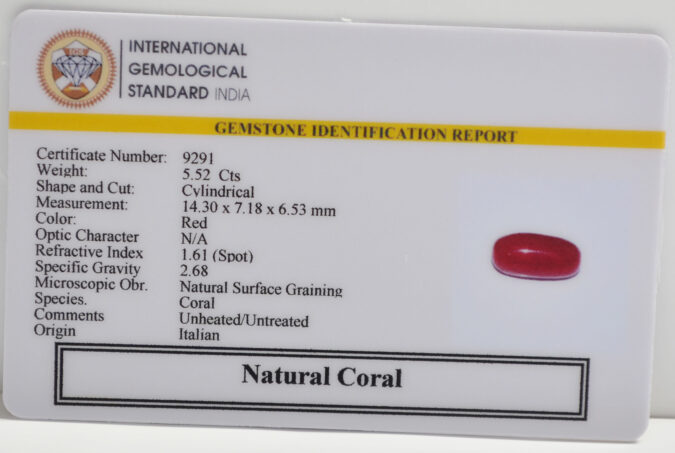 INTERNATIONAL
GEMOLOGICAL
STANDARD INDIA
GEMSTONE IDENTIFICATION REPORT
Certificate Number: 9291
Weight: 5.52 Cts
Shape and Cut: Cylindrical
Measurement: 14.30 x 7.18 x 6.53 mm
Color: Red
Optic Character N/A
Refractive Index 1.61 (Spot)
Specific Gravity 2.68
Microscopic Obr. Natural Surface Graining
Species. Coral
Comments Unheated/Untreated
Origin Italian
Natural Coral